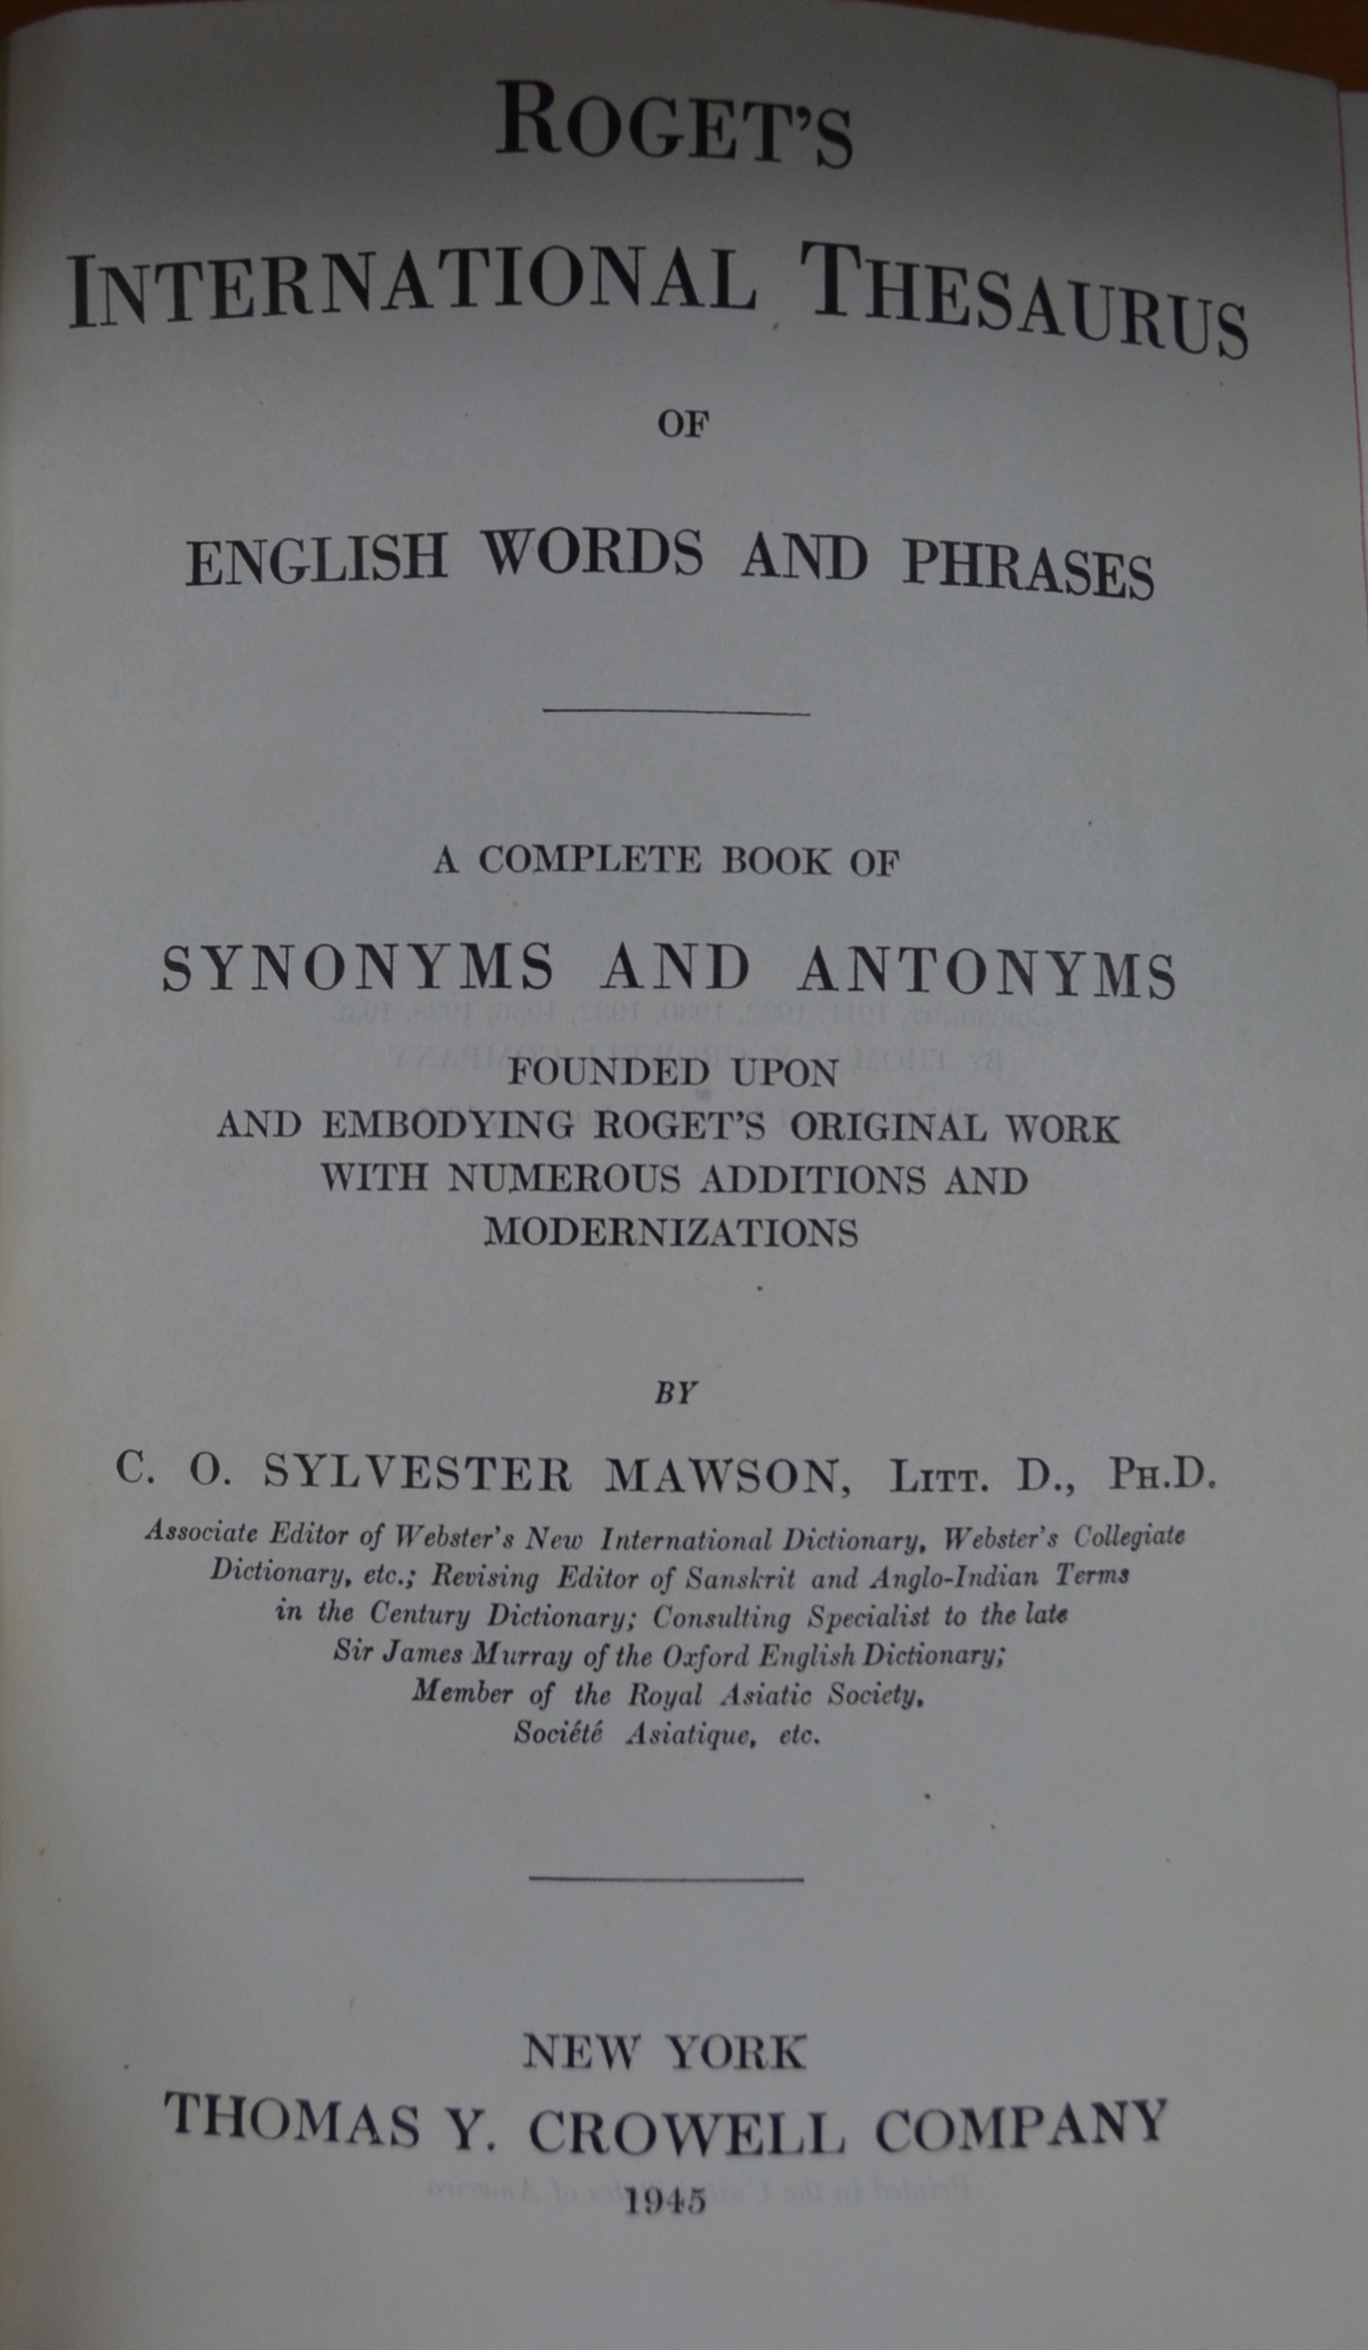 ROGET'S
INTERNATIONAL THESAURUS
OF
ENGLISH WORDS AND PHRASES
A COMPLETE BOOK OF
SYNONYMS AND ANTONYMS
FOUNDED UPON
AND EMBODYING ROGET'S ORIGINAL WORK
WITH NUMEROUS ADDITIONS AND
MODERNIZATIONS
BY
C. O. SYLVESTER MAWSON, LITT. D., PH.D.
Associate Editor of Webster's New International Dictionary, Webster's Collegiate
Dictionary, etc.; Revising Editor of Sanskrit and Anglo-Indian Terms
in the Century Dictionary; Consulting Specialist to the late
Sir James Murray of the Oxford English Dictionary;
Member of the Royal Asiatic Society,
Société Asiatique, etc.
NEW YORK
THOMAS Y. CROWELL COMPANY
1945